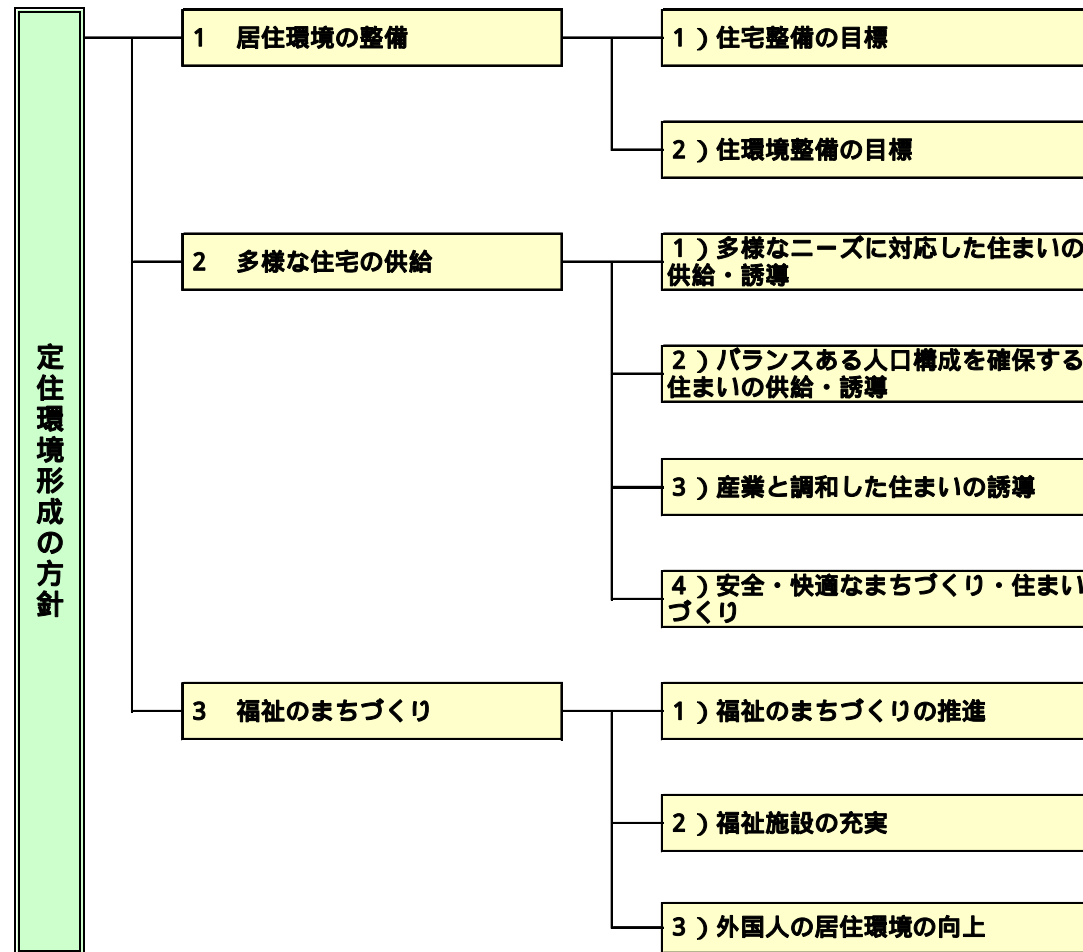 定住環境形成の方針
1 居住環境の整備
1）住宅整備の目標
2）住環境整備の目標
2 多様な住宅の供給
1）多様なニーズに対応した住まいの
供給・誘導
2）バランスある人口構成を確保する
住まいの供給・誘導
3）産業と調和した住まいの誘導
4）安全・快適なまちづくり・住まい
づくり
3 福祉のまちづくり
1）福祉のまちづくりの推進
2）福祉施設の充実
3）外国人の居住環境の向上